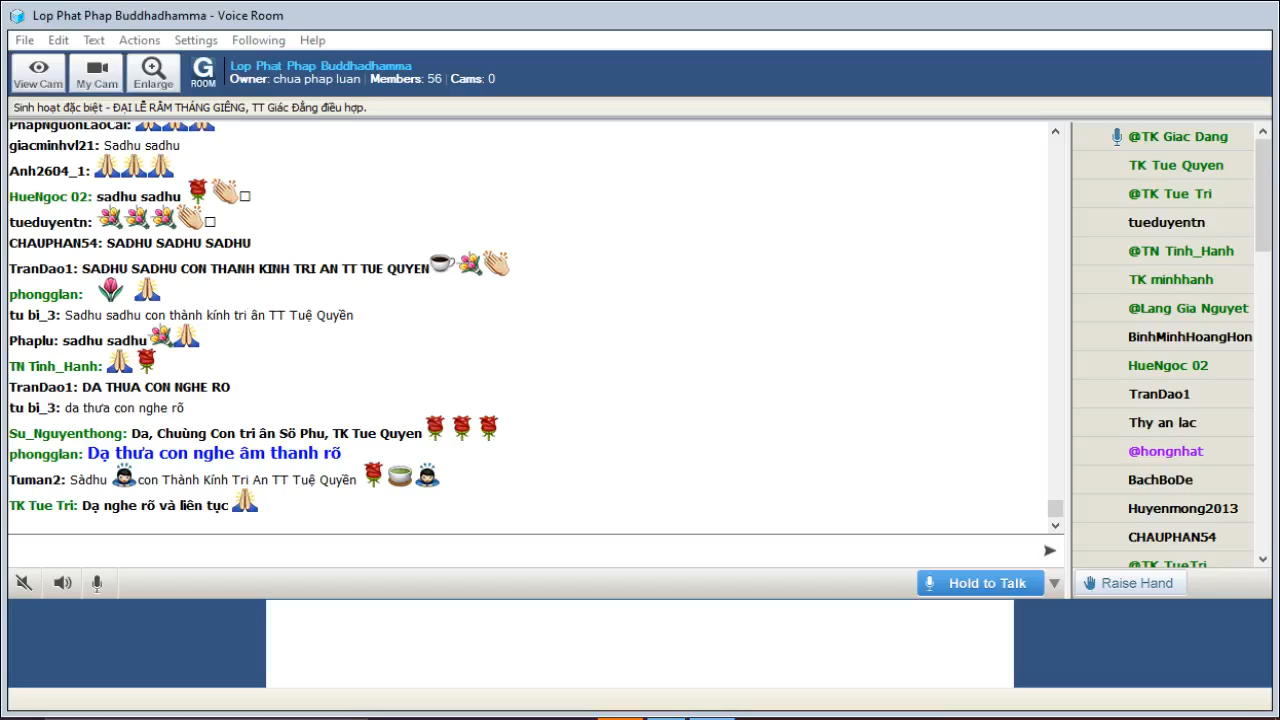 Lop Phat Phap Buddhadhamma - Voice Room
File Edit Text Actions Settings Following Help
View Cam My Cam Enlarge G ROOM
Lop Phat Phap Buddhadhamma
Owner: chua phap luan | Members: 56 | Cams: 0
Sinh hoạt đặc biệt - ĐẠI LỄ RẰM THÁNG GIÊNG, TT Giác Đẳng điều hợp.
PhapNguonLaoCai:
giacminhvl21: Sadhu sadhu
Anh2604_1:
HueNgoc 02: sadhu sadhu
tueduyentn:
CHAUPHAN54: SADHU SADHU SADHU
TranDao1: SADHU SADHU CON THANH KINH TRI AN TT TUE QUYEN
phongglan:
tu bi_3: Sadhu sadhu con thành kính tri ân TT Tuệ Quyền
Phaplu: sadhu sadhu
TN Tinh_Hanh:
TranDao1: DA THUA CON NGHE RO
tu bi_3: da thưa con nghe rõ
Su_Nguyenthong: Da, Chuùng Con tri ân Sö Phu, TK Tue Quyen
phongglan: Dạ thưa con nghe âm thanh rõ
Tuman2: Sàdhu con Thành Kính Tri An TT Tuệ Quyền
TK Tue Tri: Dạ nghe rõ và liên tục
Hold to Talk
@TK Giac Dang
TK Tue Quyen
@TK Tue Tri
tueduyentn
@TN Tinh_Hanh
TK minhhanh
@Lang Gia Nguyet
BinhMinhHoangHon
HueNgoc 02
TranDao1
Thy an lac
@hongnhat
BachBoDe
Huyenmong2013
CHAUPHAN54
@TK TueTri
Raise Hand